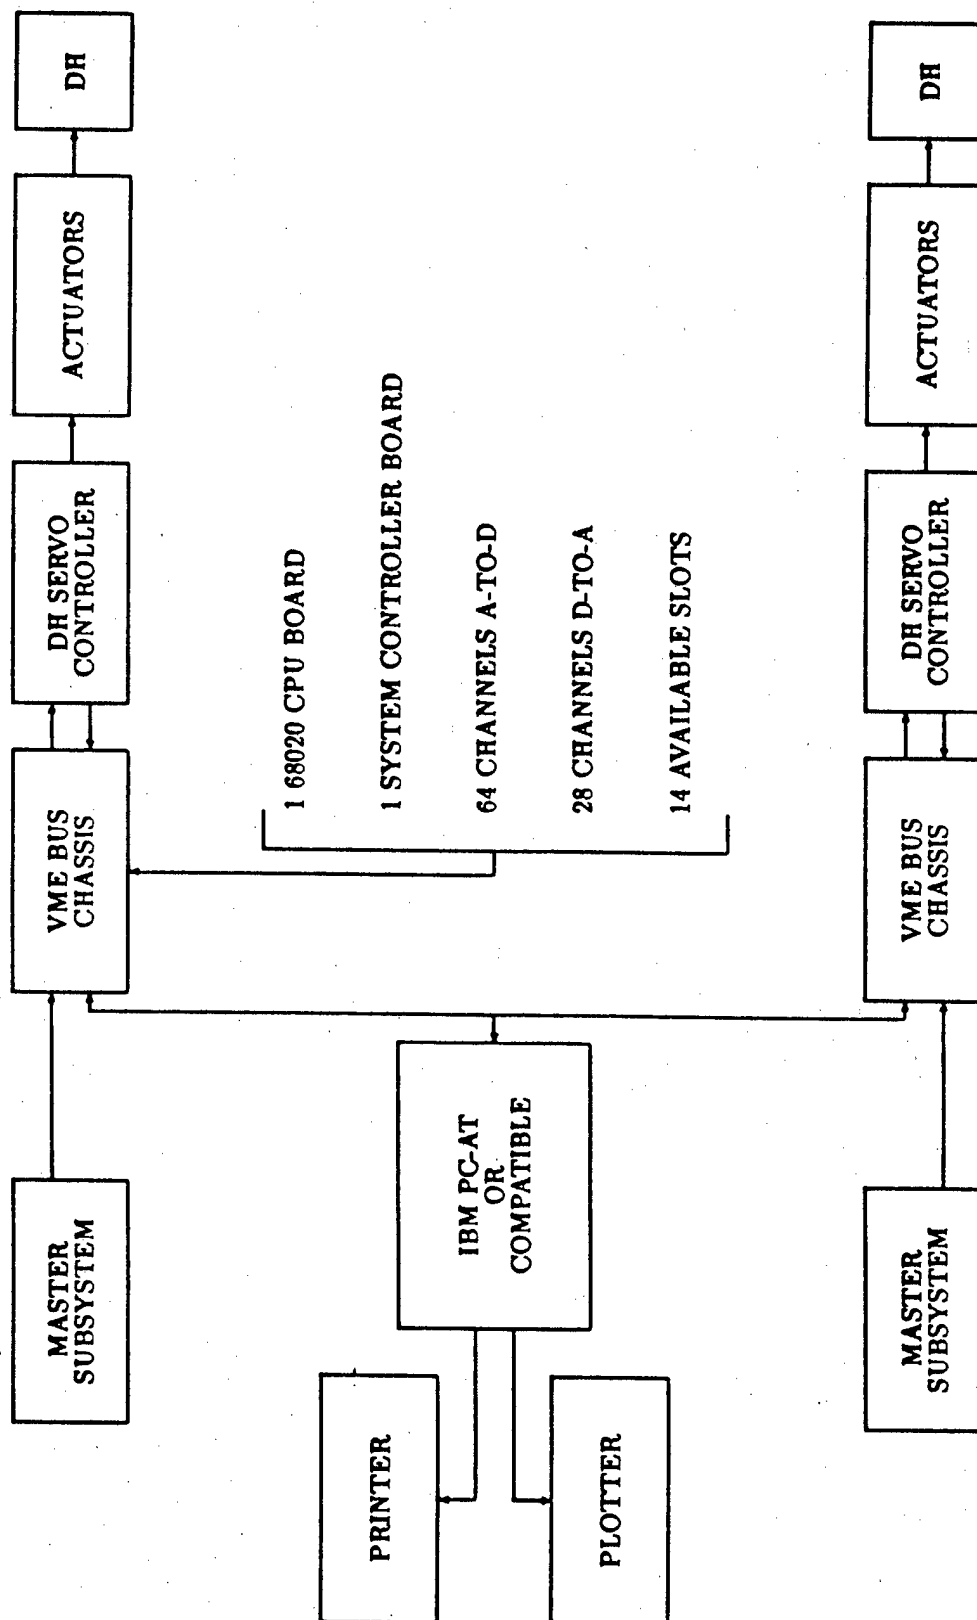 MASTER
SUBSYSTEM
VME BUS
CHASSIS
DH SERVO
CONTROLLER
ACTUATORS
DH
1 68020 CPU BOARD
1 SYSTEM CONTROLLER BOARD
64 CHANNELS A-TO-D
28 CHANNELS D-TO-A
14 AVAILABLE SLOTS
PRINTER
IBM PC-AT
OR
COMPATIBLE
PLOTTER
MASTER
SUBSYSTEM
VME BUS
CHASSIS
DH SERVO
CONTROLLER
ACTUATORS
DH